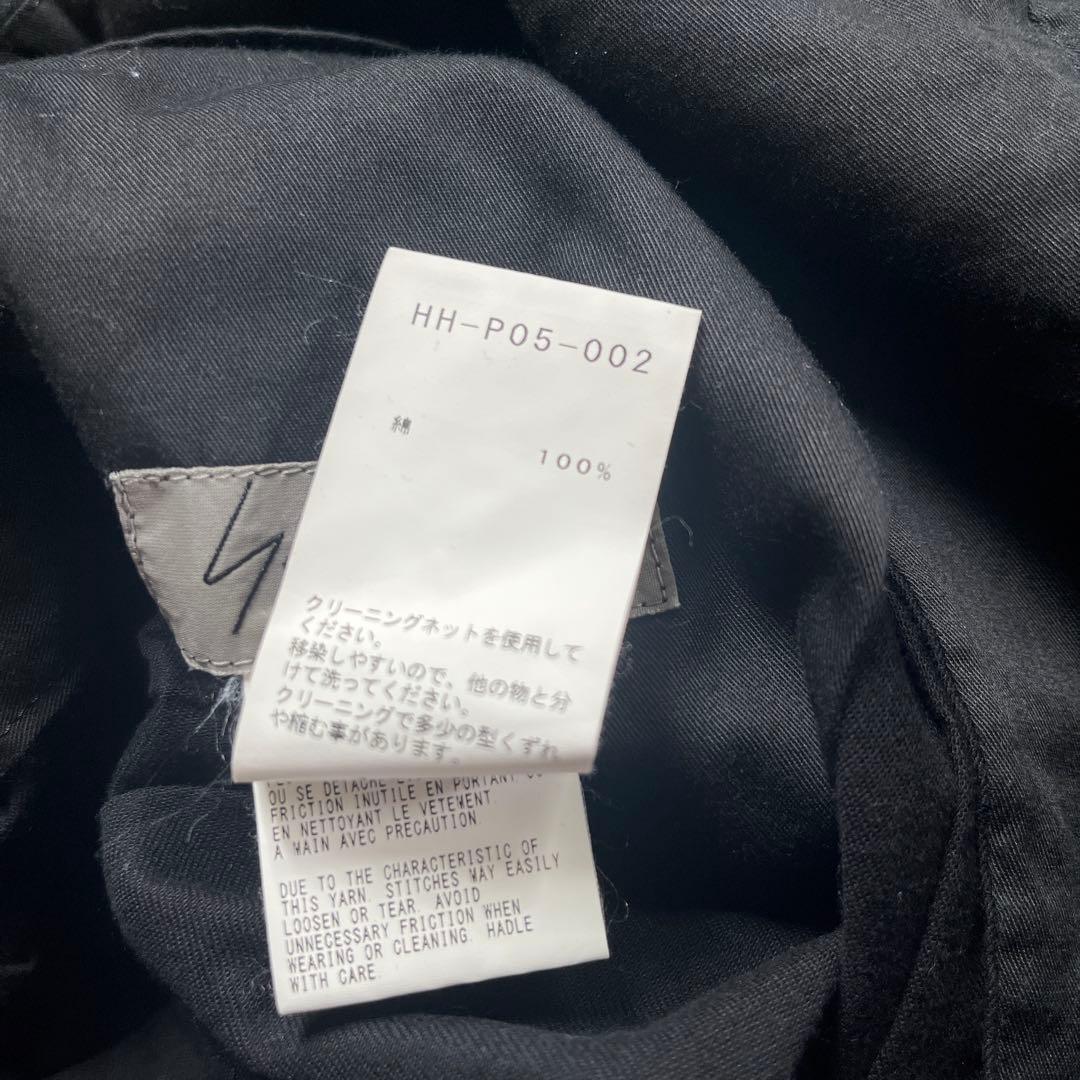 HH-P05-002
綿
100%
クリーニングネットを使用して
ください。
移染しやすいので、他の物と分
けて洗ってください。
クリーニングで多少の型くずれ
や縮む事があります。
OU SE DETACHE
FRICTION INUTILE EN PORTANT OU
EN NETTOYANT LE VETEMENT.
A MAIN AVEC PRECAUTION
DUE TO THE CHARACTERISTIC OF
THIS YARN. STITCHES MAY EASILY
LOOSEN OR TEAR. AVOID
UNNECESSARY FRICTION WHEN
WEARING OR CLEANING. HADLE
WITH CARE.